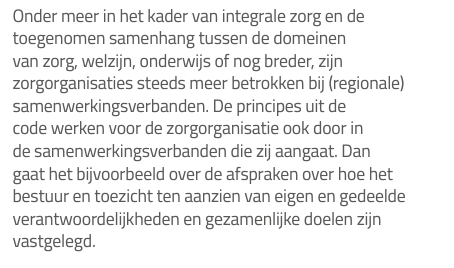 Onder meer in het kader van integrale zorg en de
toegenomen samenhang tussen de domeinen
van zorg, welzijn, onderwijs of nog breder, zijn
zorgorganisaties steeds meer betrokken bij (regionale)
samenwerkingsverbanden. De principes uit de
code werken voor de zorgorganisatie ook door in
de samenwerkingsverbanden die zij aangaat. Dan
gaat het bijvoorbeeld over de afspraken over hoe het
bestuur en toezicht ten aanzien van eigen en gedeelde
verantwoordelijkheden en gezamenlijke doelen zijn
vastgelegd.